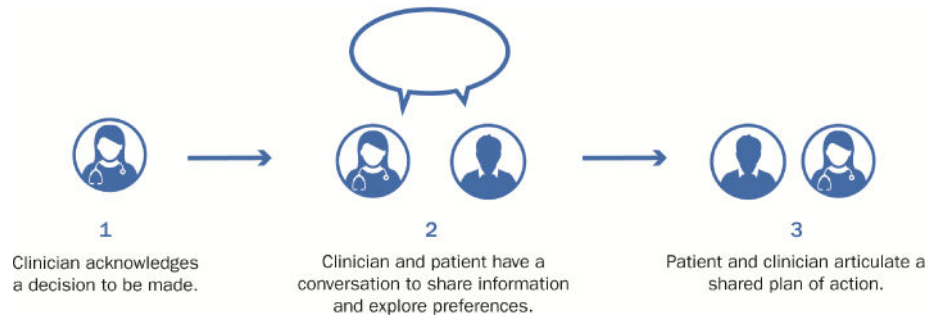 1
Clinician acknowledges
a decision to be made.
2
Clinician and patient have a
conversation to share information
and explore preferences.
3
Patient and clinician articulate a
shared plan of action.